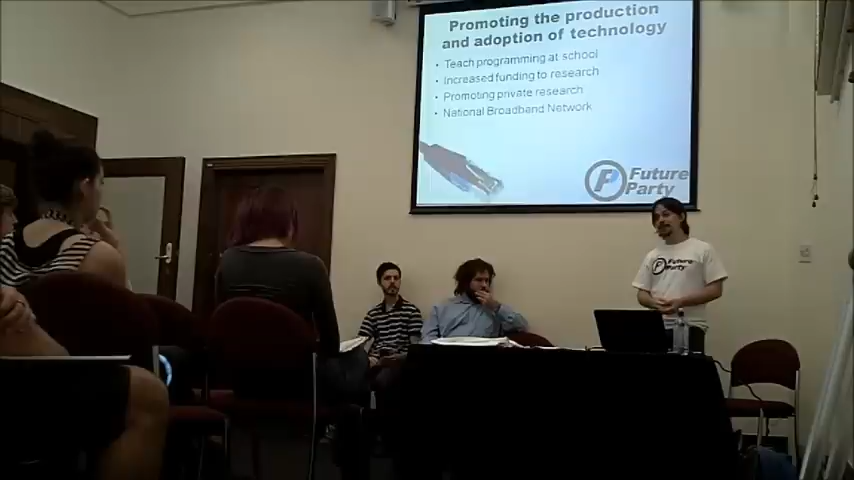 Promoting the production
and adoption of technology
• Teach programming at school
• Increased funding to research
• Promoting private research
• National Broadband Network
F Future
Party
F Future
Party